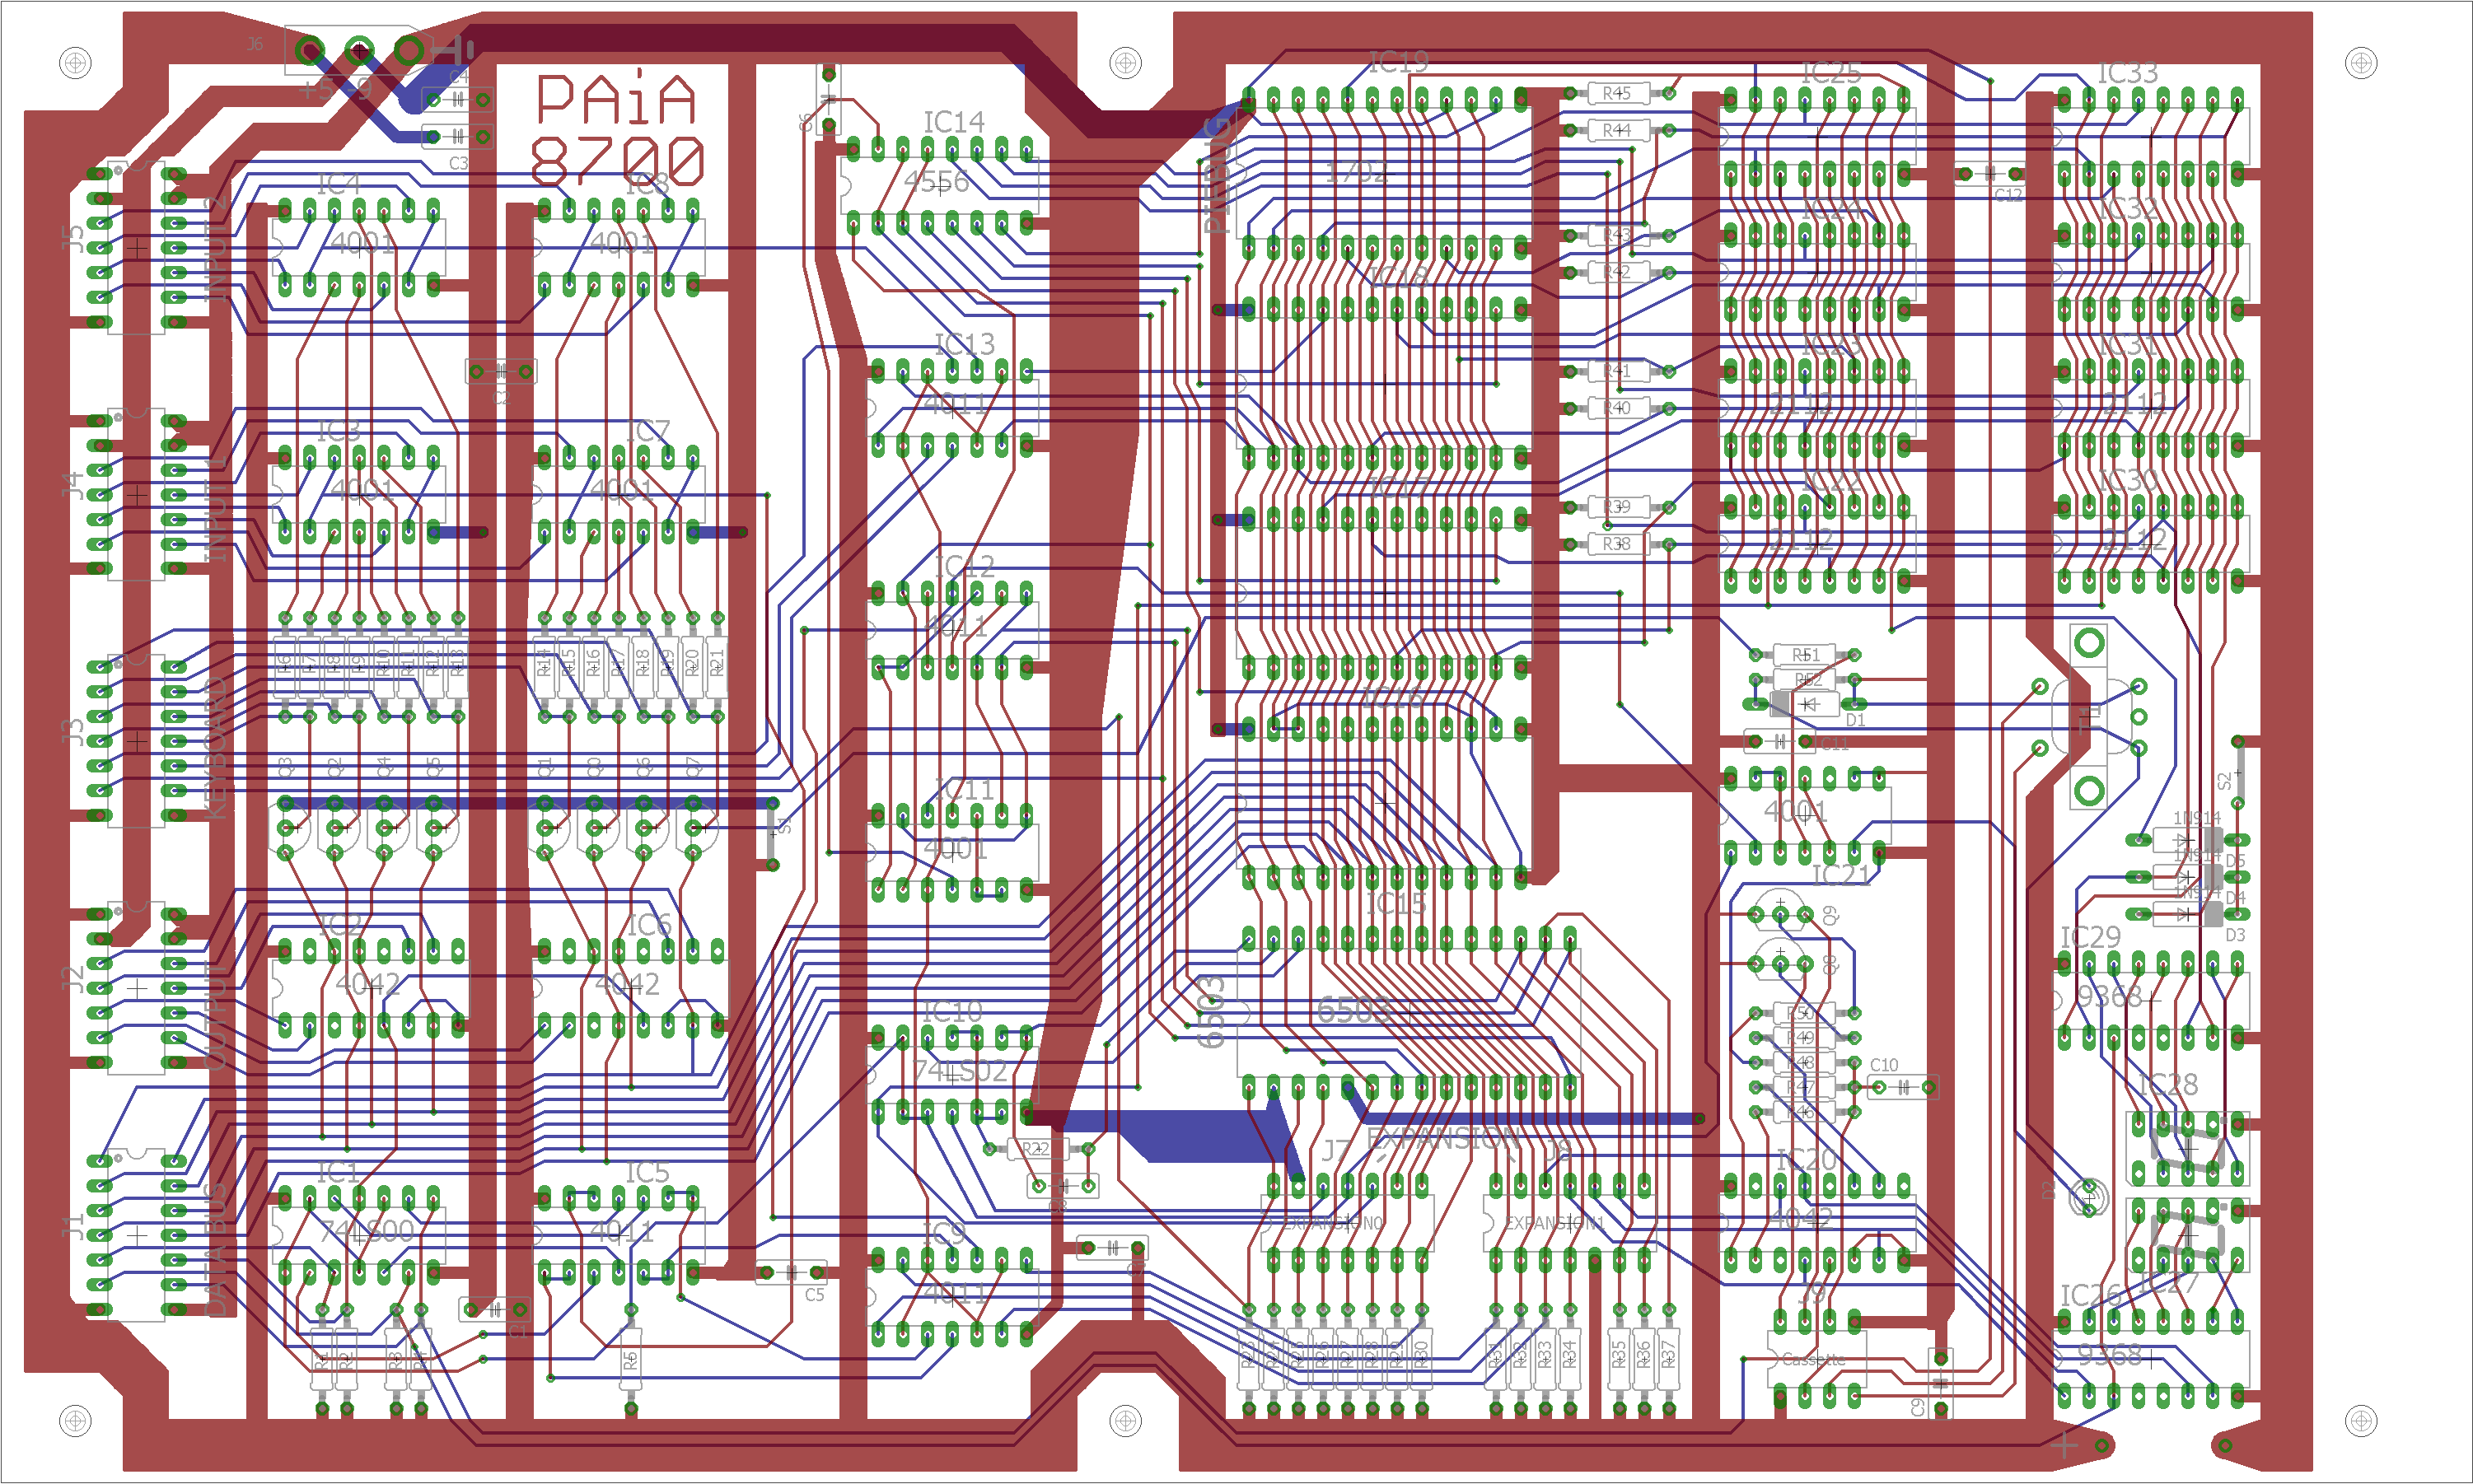 J6
+5 -9
C4
C3
PAiA
8700
C6
IC14
4556
IC19
PIEBUG
1702
R45
R44
IC25
IC33
C12
J5
INPUT 2
IC4
4001
IC8
4001
R43
R42
IC24
IC32
IC18
IC13
4011
C2
R41
R40
IC23
2112
IC31
2112
J4
INPUT 1
IC3
4001
IC7
4001
IC17
R39
R38
IC22
2112
IC30
2112
IC12
4011
J3
KEYBOARD
R6
R7
R8
R9
R10
R11
R12
R13
R14
R15
R16
R17
R18
R19
R20
R21
IC16
R51
R52
D1
C11
T1
S2
Q3
Q2
Q4
Q5
Q1
Q0
Q6
Q7
S1
IC11
4001
4001
IC21
1N914
D5
1N914
D4
1N914
D3
J2
OUTPUT
IC2
4042
IC6
4042
IC15
6503
6503
Q9
Q8
IC29
9368
IC10
74LS02
R50
R49
R48
R47
R46
C10
IC28
R22
J7
EXPANSION
J8
J1
DATA BUS
IC1
74LS00
IC5
4011
IC9
4011
EXPANSION0
EXPANSION1
IC20
4042
D2
IC27
IC26
9368
C5
C1
R1
R2
R3
R4
R5
R23
R24
R25
R26
R27
R28
R29
R30
R31
R32
R33
R34
R35
R36
R37
J9
Cassette
C9
+